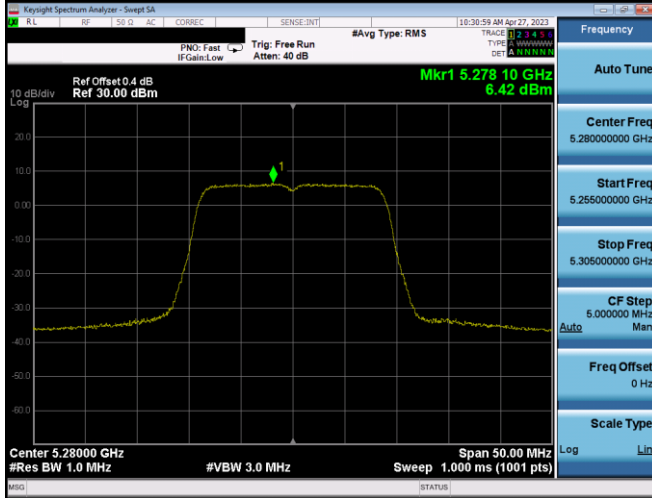 Keysight Spectrum Analyzer - Swept SA
RL RF 50 Ω AC CORREC SENSE:INT 10:30:59 AM Apr 27, 2023
#Avg Type: RMS
TRACE 1 2 3 4 5 6
PNO: Fast Trig: Free Run TYPE A WWWWW
IFGain:Low Atten: 40 dB DET A N N N N N
Mkr1 5.278 10 GHz
Ref Offset 0.4 dB
10 dB/div Ref 30.00 dBm 6.42 dBm
Log
20.0
10.0
1
0.00
-10.0
-20.0
-30.0
-40.0
-50.0
-60.0
Center 5.28000 GHz Span 50.00 MHz
#Res BW 1.0 MHz #VBW 3.0 MHz Sweep 1.000 ms (1001 pts)
MSG STATUS
Frequency
Auto Tune
Center Freq
5.280000000 GHz
Start Freq
5.255000000 GHz
Stop Freq
5.305000000 GHz
CF Step
5.000000 MHz
Auto Man
Freq Offset
0 Hz
Scale Type
Log Lin